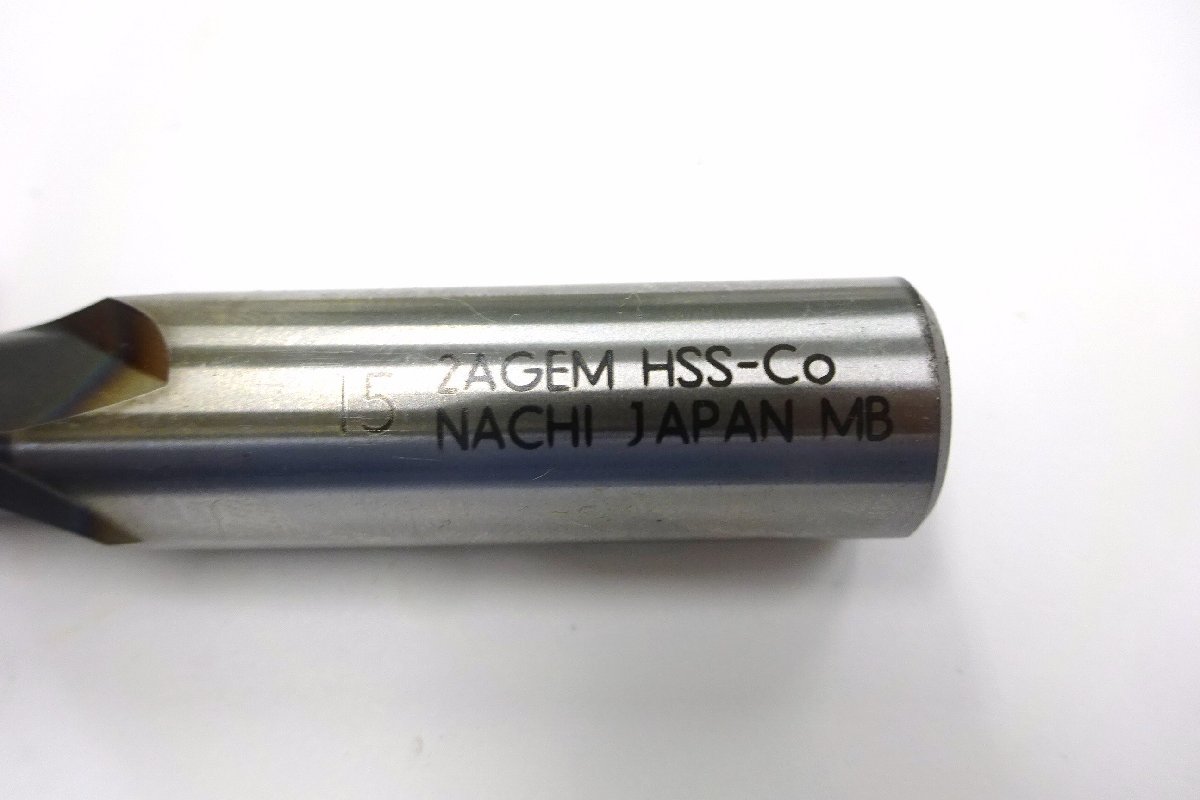 15
2AGEM HSS-Co
NACHI JAPAN MB